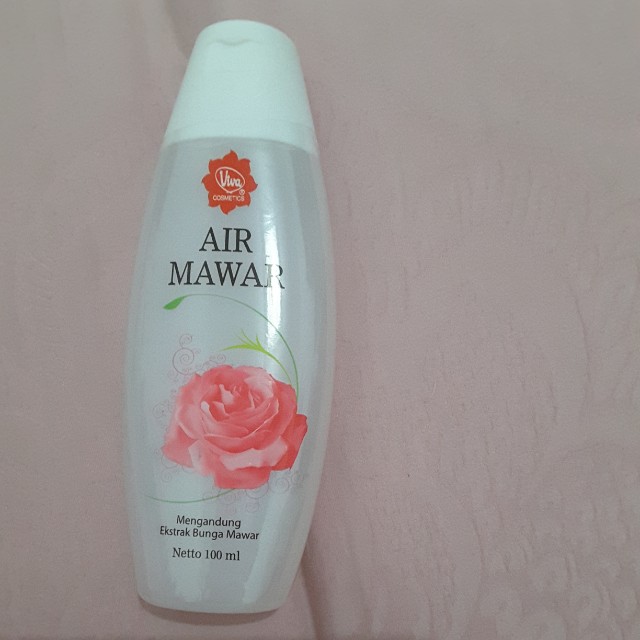 Viva
COSMETICS
AIR
MAWAR
Mengandung
Ekstrak Bunga Mawar
Netto 100 ml